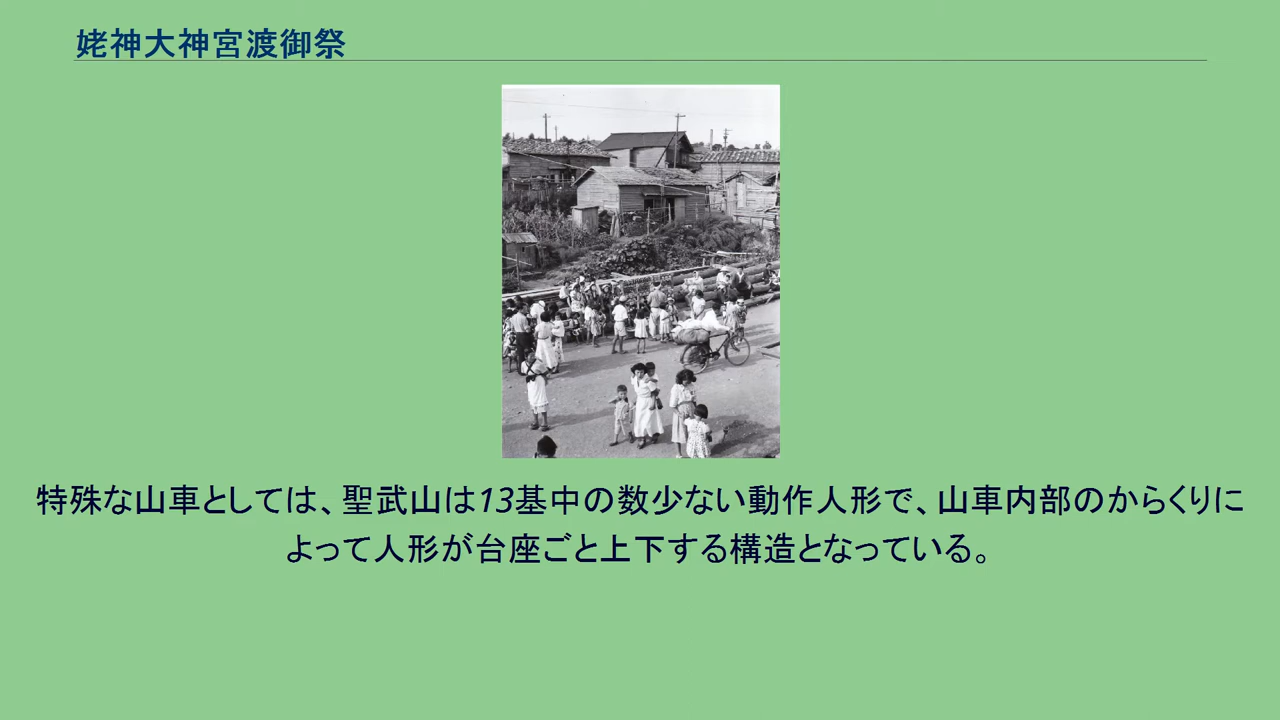 姥神大神宮渡御祭
特殊な山車としては、聖武山は13基中の数少ない動作人形で、山車内部のからくりに
よって人形が台座ごと上下する構造となっている。